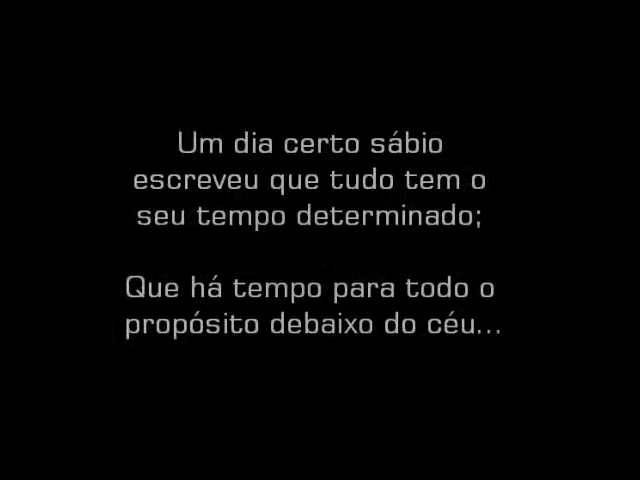 Um dia certo sábio
escreveu que tudo tem o
seu tempo determinado;
Que há tempo para todo o
propósito debaixo do céu...